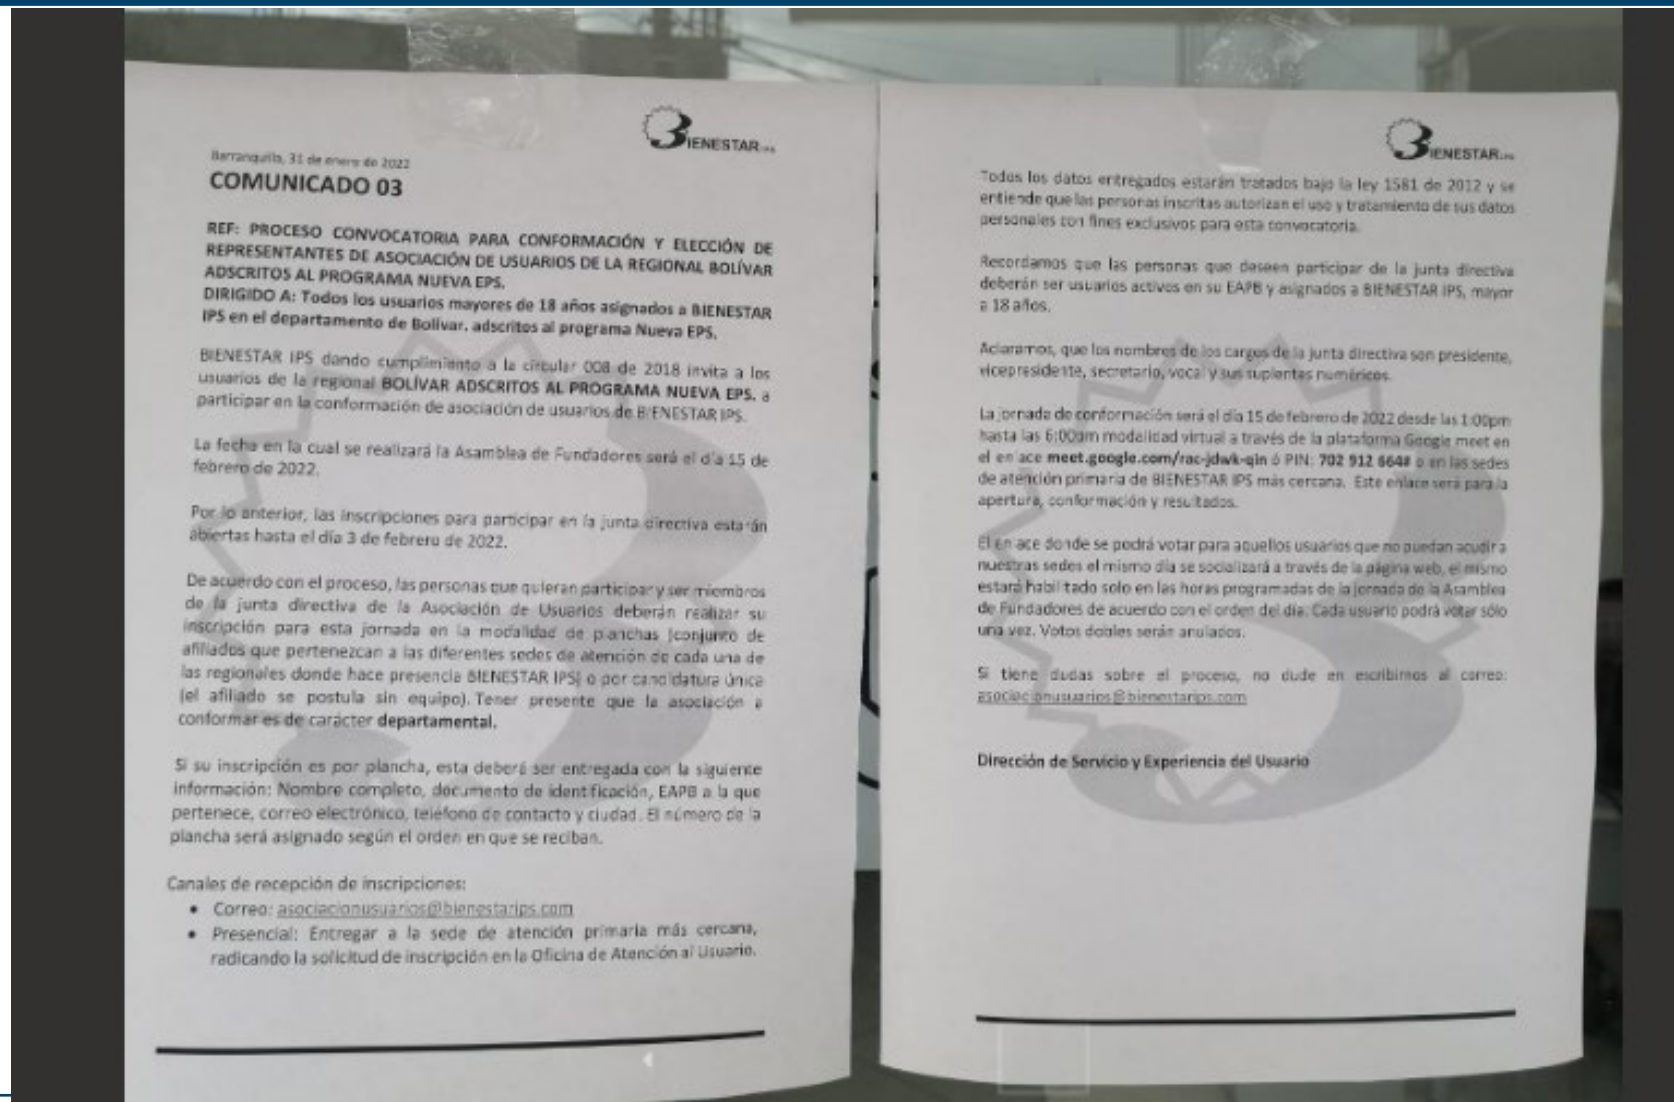 BIENESTAR IPS
Barranquilla, 31 de enero de 2022
COMUNICADO 03
REF: PROCESO CONVOCATORIA PARA CONFORMACIÓN Y ELECCIÓN DE
REPRESENTANTES DE ASOCIACIÓN DE USUARIOS DE LA REGIONAL BOLÍVAR
ADSCRITOS AL PROGRAMA NUEVA EPS.
DIRIGIDO A: Todos los usuarios mayores de 18 años asignados a BIENESTAR
IPS en el departamento de Bolívar, adscritos al programa Nueva EPS.
BIENESTAR IPS dando cumplimiento a la circular 008 de 2018 invita a los
usuarios de la regional BOLÍVAR ADSCRITOS AL PROGRAMA NUEVA EPS, a
participar en la conformación de asociación de usuarios de BIENESTAR IPS.
La fecha en la cual se realizará la Asamblea de Fundadores será el día 15 de
febrero de 2022.
Por lo anterior, las inscripciones para participar en la junta directiva estarán
abiertas hasta el día 3 de febrero de 2022.
De acuerdo con el proceso, las personas que quieran participar y ser miembros
de la junta directiva de la Asociación de Usuarios deberán realizar su
inscripción para esta jornada en la modalidad de planchas (conjunto de
afiliados que pertenezcan a las diferentes sedes de atención de cada una de
las regionales donde hace presencia BIENESTAR IPS) o por candidatura única
(el afiliado se postula sin equipo). Tener presente que la asociación a
conformar es de carácter departamental.
Si su inscripción es por plancha, esta deberá ser entregada con la siguiente
información: Nombre completo, documento de identificación, EAPB a la que
pertenece, correo electrónico, teléfono de contacto y ciudad. El número de la
plancha será asignado según el orden en que se reciban.
Canales de recepción de inscripciones:
• Correo: asociacionusuarios@bienestarips.com
• Presencial: Entregar a la sede de atención primaria más cercana,
radicando la solicitud de inscripción en la Oficina de Atención al Usuario.
BIENESTAR IPS
Todos los datos entregados estarán tratados bajo la ley 1581 de 2012 y se
entiende que las personas inscritas autorizan el uso y tratamiento de sus datos
personales con fines exclusivos para esta convocatoria.
Recordamos que las personas que deseen participar de la junta directiva
deberán ser usuarios activos en su EAPB y asignados a BIENESTAR IPS, mayor
a 18 años.
Aclaramos, que los nombres de los cargos de la junta directiva son presidente,
vicepresidente, secretario, vocal y sus suplentes numéricos.
La jornada de conformación será el día 15 de febrero de 2022 desde las 1:00pm
hasta las 6:00pm modalidad virtual a través de la plataforma Google meet en
el enlace meet.google.com/rac-jdwk-qin ó PIN: 702 912 664# o en las sedes
de atención primaria de BIENESTAR IPS más cercana. Este enlace será para la
apertura, conformación y resultados.
El enlace donde se podrá votar para aquellos usuarios que no puedan acudir a
nuestras sedes el mismo día se socializará a través de la página web, el mismo
estará habilitado solo en las horas programadas de la jornada de la Asamblea
de Fundadores de acuerdo con el orden del día. Cada usuario podrá votar sólo
una vez. Votos dobles serán anulados.
Si tiene dudas sobre el proceso, no dude en escribirnos al correo:
asociacionusuarios@bienestarips.com
Dirección de Servicio y Experiencia del Usuario